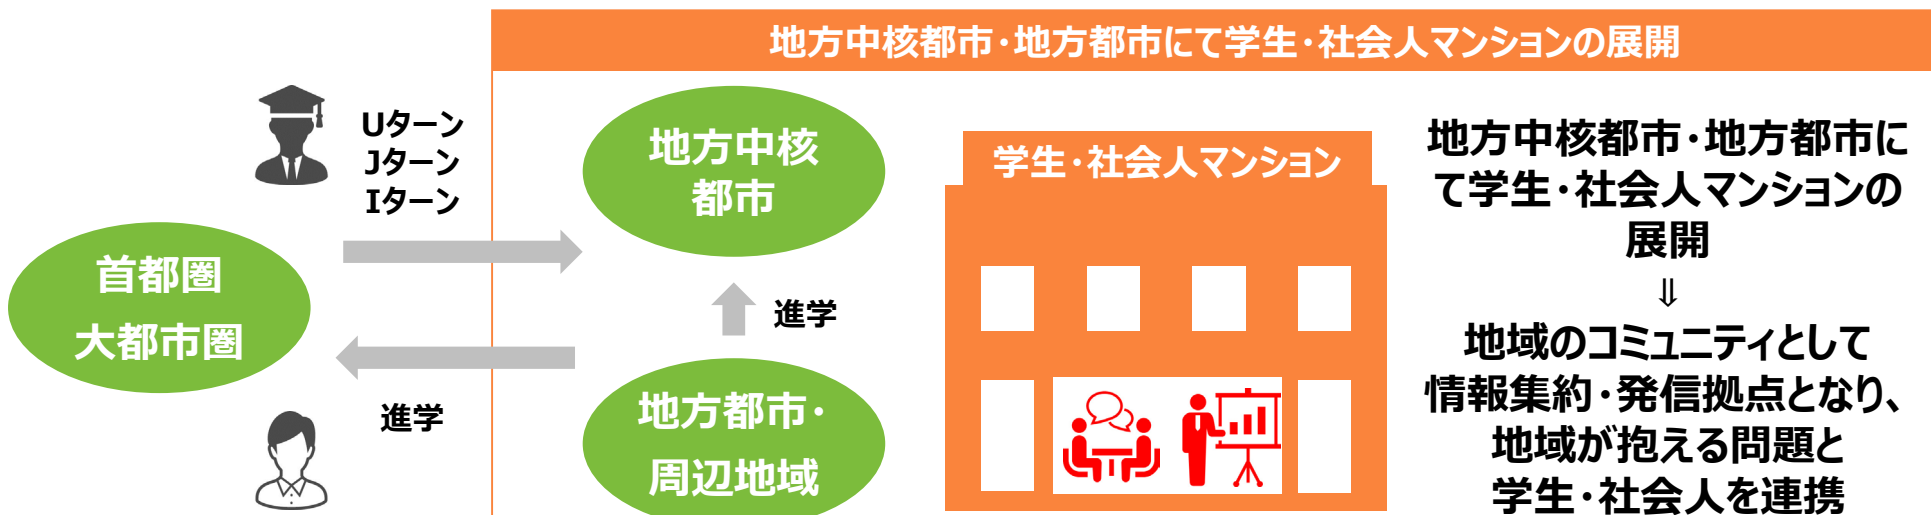 地方中核都市・地方都市にて学生・社会人マンションの展開
Uターン
Jターン
Iターン
首都圏
大都市圏
進学
地方中核
都市
進学
地方都市・
周辺地域
学生・社会人マンション
地方中核都市・地方都市に
て学生・社会人マンションの
展開
⇓
地域のコミュニティとして
情報集約・発信拠点となり、
地域が抱える問題と
学生・社会人を連携